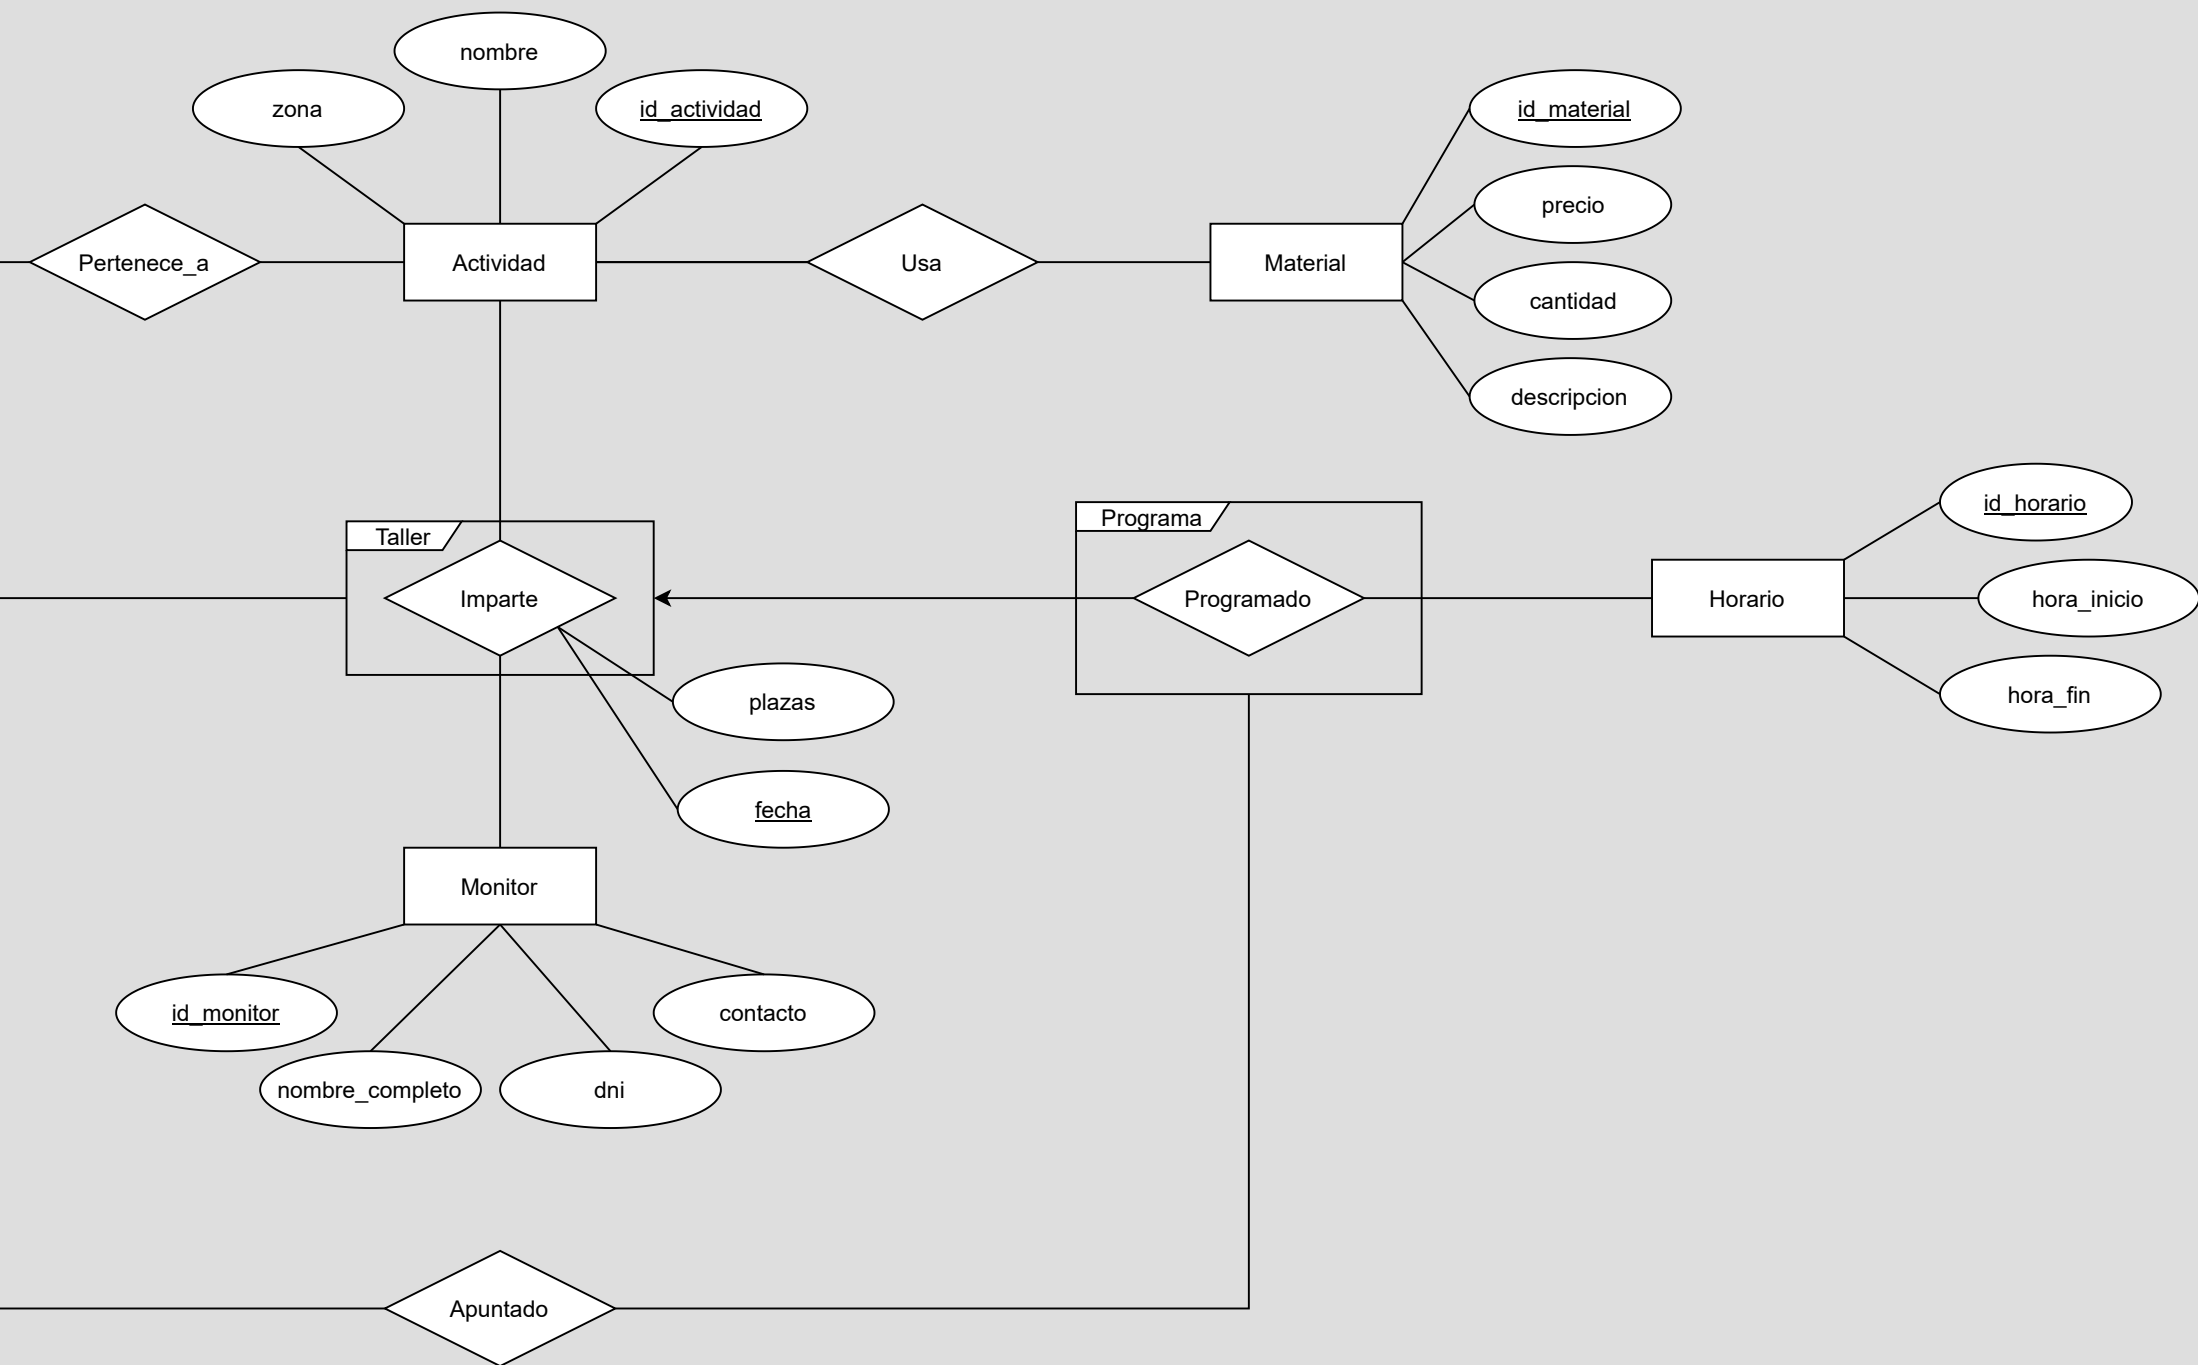 nombre
zona
id_actividad
id_material
precio
Pertenece_a
Actividad
Usa
Material
cantidad
descripcion
id_horario
Programa
Taller
Imparte
Programado
Horario
hora_inicio
plazas
hora_fin
fecha
Monitor
id_monitor
contacto
nombre_completo
dni
Apuntado